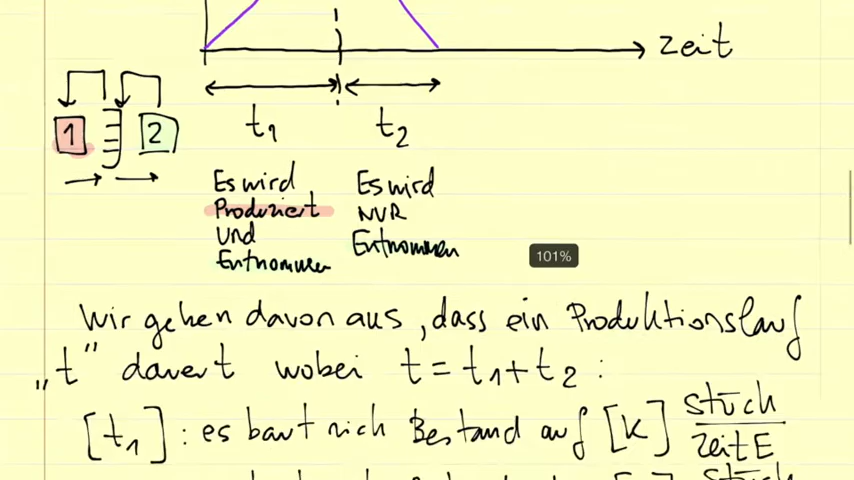 zeit
t1 t2
1 2
Es wird Es wird
Produziert NUR
und Entnommen
Entnommen
101%
Wir gehen davon aus, dass ein Produktionslauf
„t" dauert wobei t = t1 + t2 :
[t1] : es baut sich Bestand auf [K] stück
zeitE